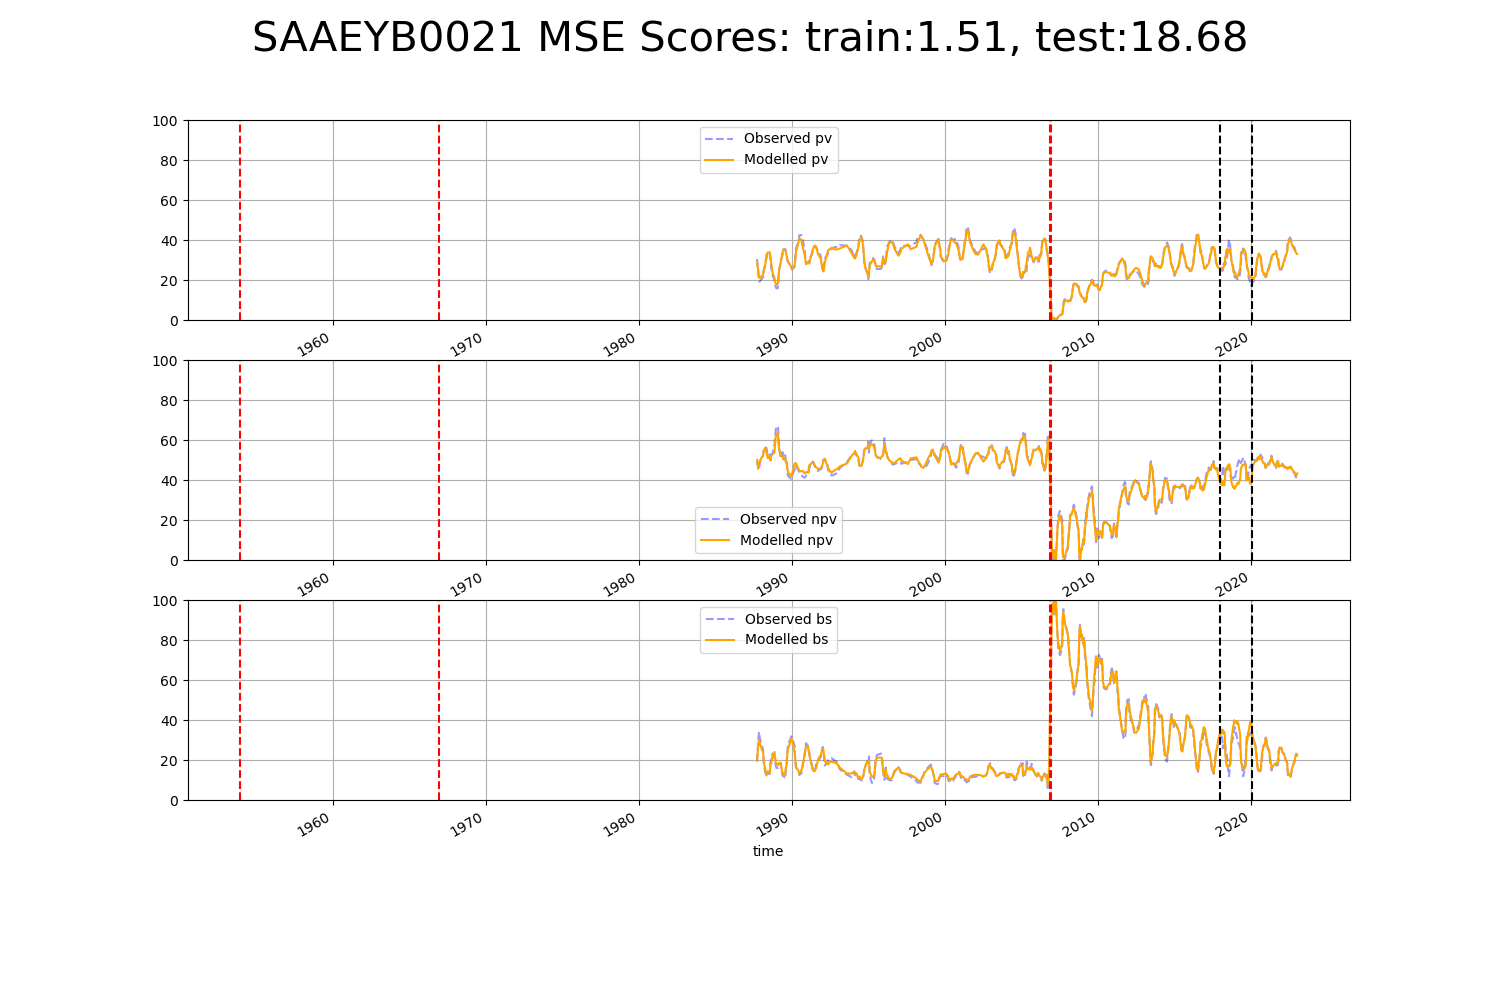 SAAEYB0021 MSE Scores: train:1.51, test:18.68
100
80
60
40
20
0
Observed pv
Modelled pv
1960 1970 1980 1990 2000 2010 2020
100
80
60
40
20
0
Observed npv
Modelled npv
1960 1970 1980 1990 2000 2010 2020
100
80
60
40
20
0
Observed bs
Modelled bs
1960 1970 1980 1990 2000 2010 2020
time